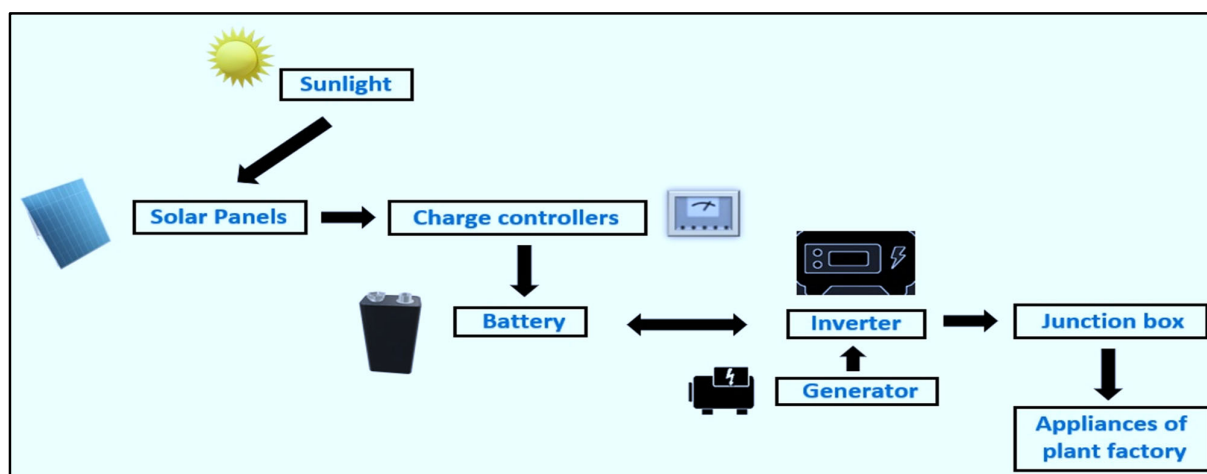 Sunlight
Solar Panels
Charge controllers
Battery
Inverter
Junction box
Generator
Appliances of
plant factory